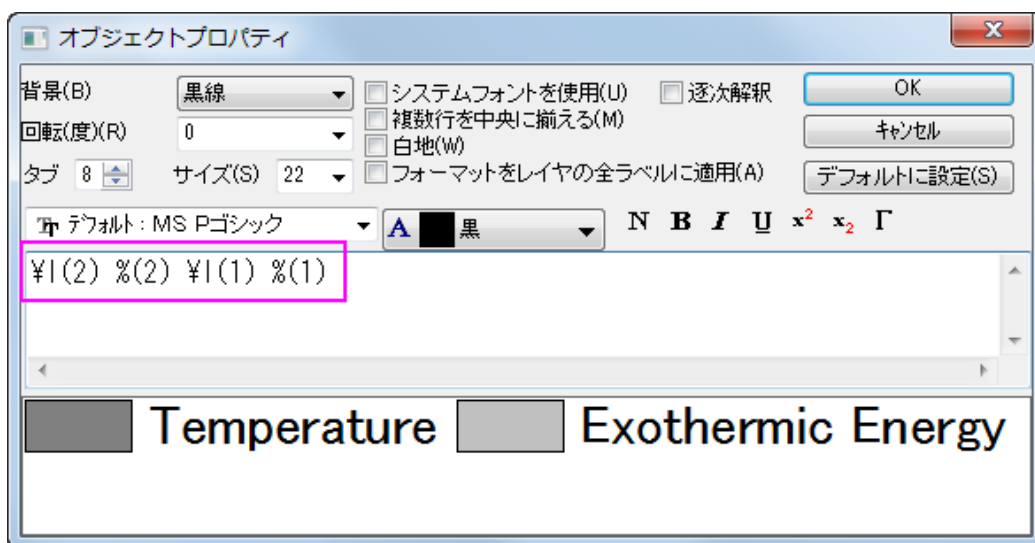 オブジェクトプロパティ
背景(B) 黒線 システムフォントを使用(U) 逐次解釈 OK
回転(度)(R) 0 複数行を中央に揃える(M) キャンセル
白地(W)
タブ 8 サイズ(S) 22 フォーマットをレイヤの全ラベルに適用(A) デフォルトに設定(S)
デフォルト : MS Pゴシック A 黒 N B I U x² x₂ Γ
¥l(2) %(2) ¥l(1) %(1)
Temperature Exothermic Energy